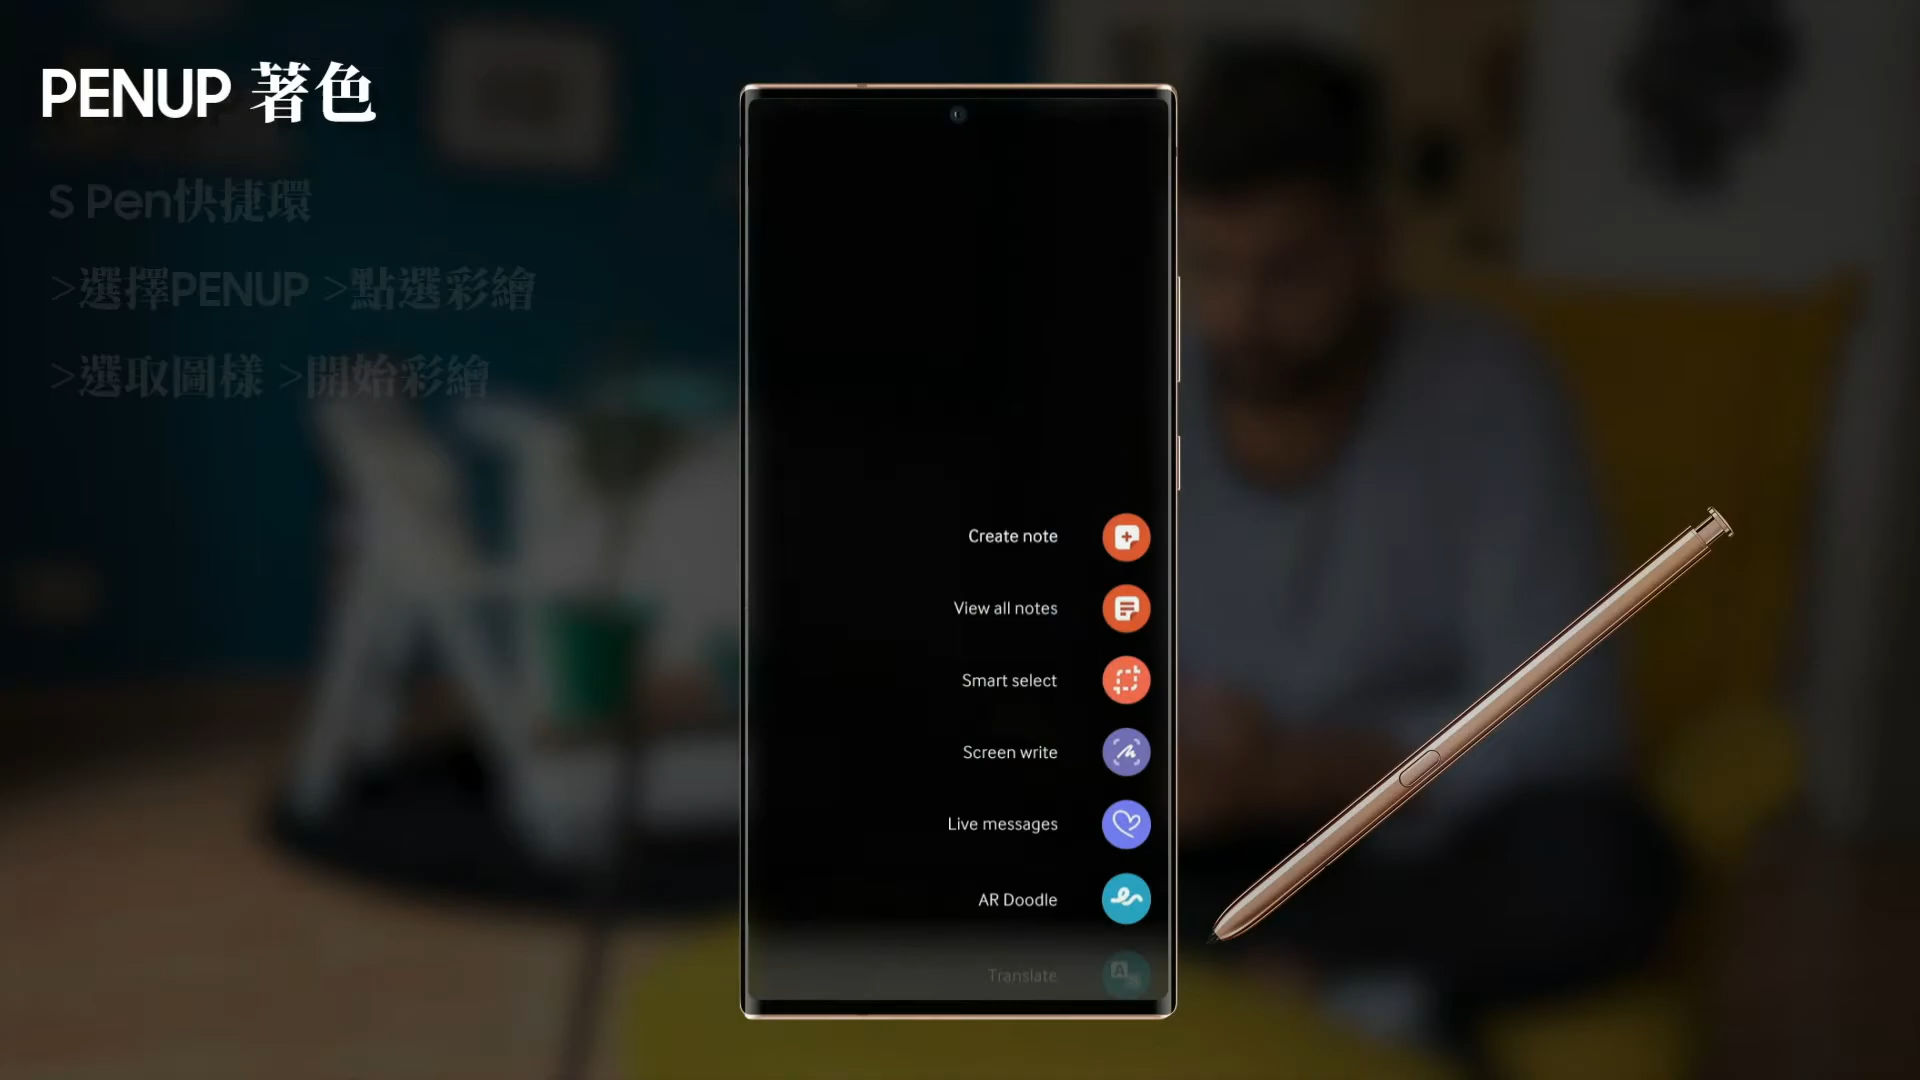 PENUP 著色
S Pen快捷環
>選擇PENUP >點選彩繪
>選取圖樣 >開始彩繪
Create note
View all notes
Smart select
Screen write
Live messages
AR Doodle
Translate